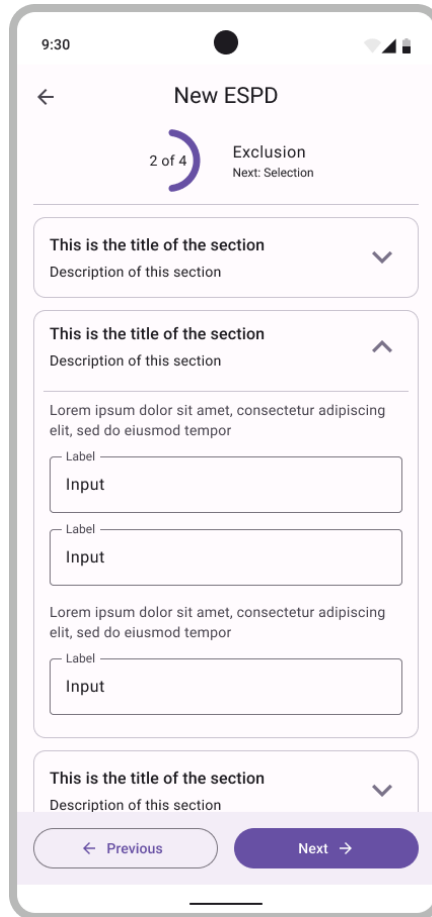 9:30
New ESPD
2 of 4
Exclusion
Next: Selection
This is the title of the section
Description of this section
This is the title of the section
Description of this section
Lorem ipsum dolor sit amet, consectetur adipiscing
elit, sed do eiusmod tempor
Label
Input
Label
Input
Lorem ipsum dolor sit amet, consectetur adipiscing
elit, sed do eiusmod tempor
Label
Input
This is the title of the section
Description of this section
Previous
Next